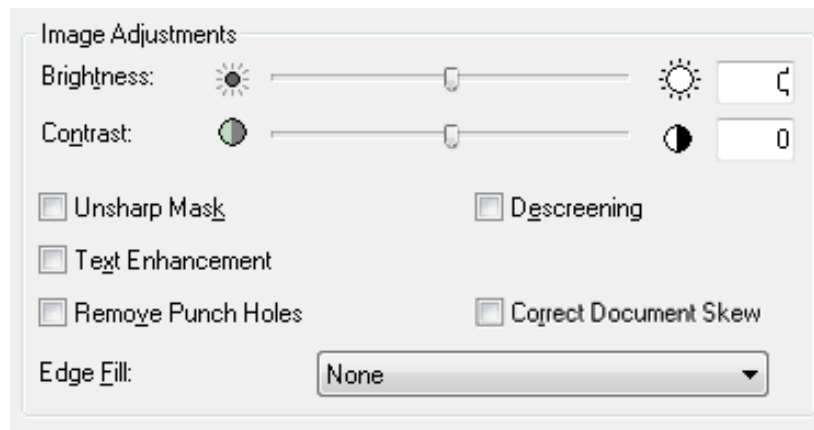 Image Adjustments
Brightness:
Contrast: 0
Unsharp Mask Descreening
Text Enhancement
Remove Punch Holes Correct Document Skew
Edge Fill: None